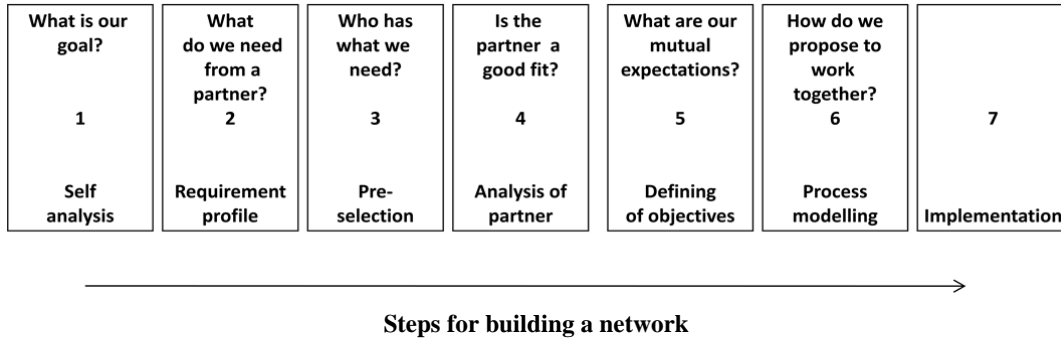 What is our
goal?
1
Self
analysis
What
do we need
from a
partner?
2
Requirement
profile
Who has
what we
need?
3
Pre-
selection
Is the
partner a
good fit?
4
Analysis of
partner
What are our
mutual
expectations?
5
Defining
of objectives
How do we
propose to
work
together?
6
Process
modelling
7
Implementation
Steps for building a network